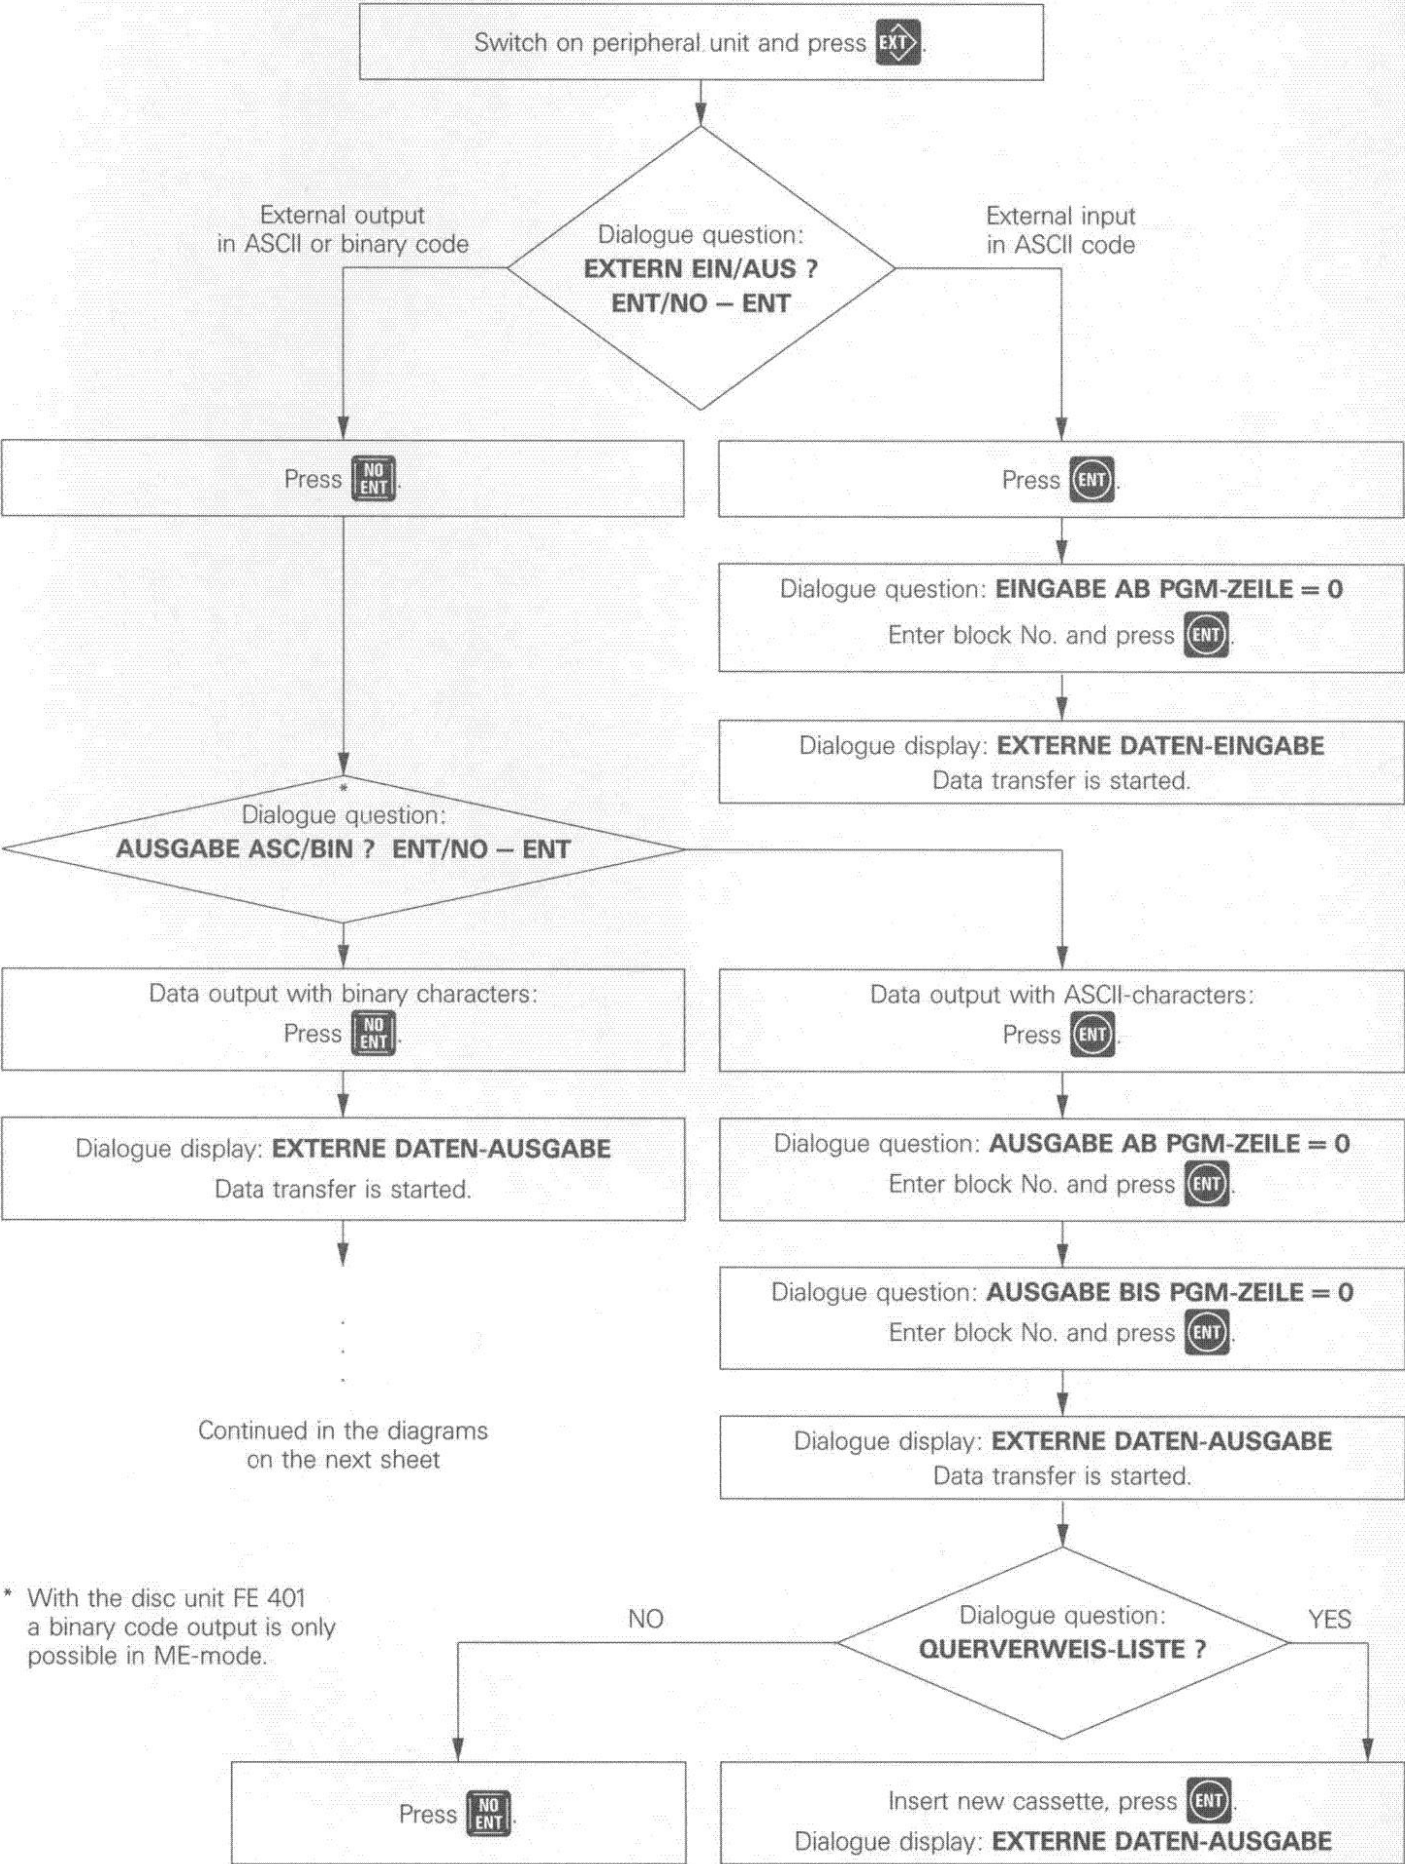 Switch on peripheral unit and press EXT.
External output
in ASCII or binary code
Dialogue question:
EXTERN EIN/AUS ?
ENT/NO – ENT
External input
in ASCII code
Press NO ENT.
Press ENT.
Dialogue question: EINGABE AB PGM-ZEILE = 0
Enter block No. and press ENT.
Dialogue display: EXTERNE DATEN-EINGABE
Data transfer is started.
*
Dialogue question:
AUSGABE ASC/BIN ? ENT/NO – ENT
Data output with binary characters:
Press NO ENT.
Data output with ASCII-characters:
Press ENT.
Dialogue display: EXTERNE DATEN-AUSGABE
Data transfer is started.
Dialogue question: AUSGABE AB PGM-ZEILE = 0
Enter block No. and press ENT.
Dialogue question: AUSGABE BIS PGM-ZEILE = 0
Enter block No. and press ENT.
Continued in the diagrams
on the next sheet
Dialogue display: EXTERNE DATEN-AUSGABE
Data transfer is started.
* With the disc unit FE 401
a binary code output is only
possible in ME-mode.
NO
Dialogue question:
QUERVERWEIS-LISTE ?
YES
Press NO ENT.
Insert new cassette, press ENT.
Dialogue display: EXTERNE DATEN-AUSGABE